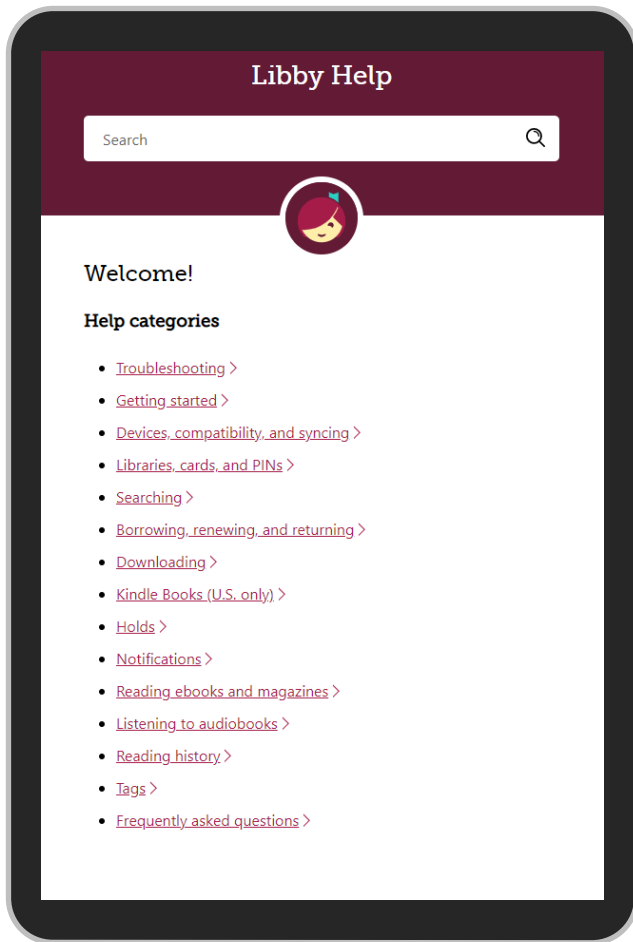 Libby Help
Search
Welcome!
Help categories
Troubleshooting
Getting started
Devices, compatibility, and syncing
Libraries, cards, and PINs
Searching
Borrowing, renewing, and returning
Downloading
Kindle Books (U.S. only)
Holds
Notifications
Reading ebooks and magazines
Listening to audiobooks
Reading history
Tags
Frequently asked questions